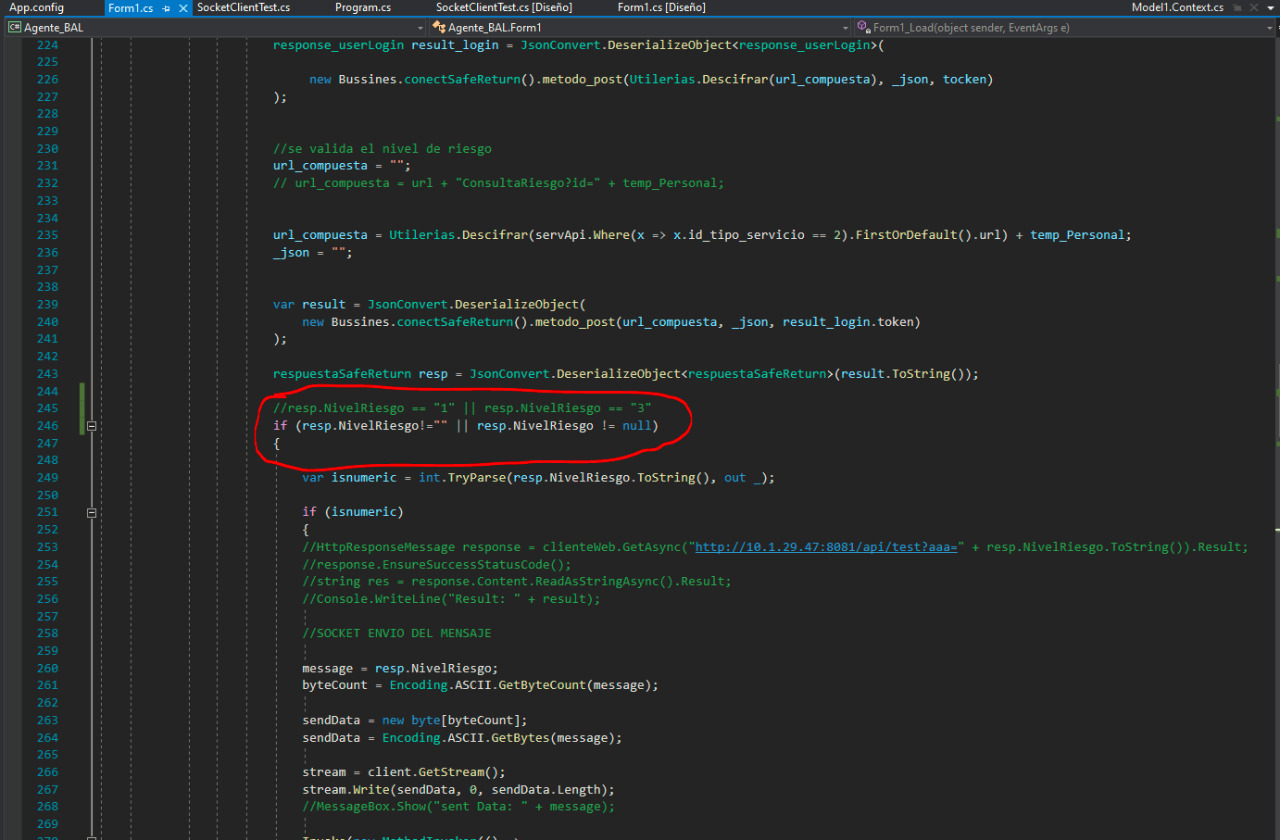 App.config Form1.cs SocketClientTest.cs Program.cs SocketClientTest.cs [Diseño] Form1.cs [Diseño] Model1.Context.cs
C# Agente_BAL Agente_BAL.Form1 Form1_Load(object sender, EventArgs e)
224 response_userLogin result_login = JsonConvert.DeserializeObject<response_userLogin>(
225
226 new Bussines.conectSafeReturn().metodo_post(Utilerias.Descifrar(url_compuesta), _json, tocken)
227 );
228
229
230 //se valida el nivel de riesgo
231 url_compuesta = "";
232 // url_compuesta = url + "ConsultaRiesgo?id=" + temp_Personal;
233
234
235 url_compuesta = Utilerias.Descifrar(servApi.Where(x => x.id_tipo_servicio == 2).FirstOrDefault().url) + temp_Personal;
236 _json = "";
237
238
239 var result = JsonConvert.DeserializeObject(
240 new Bussines.conectSafeReturn().metodo_post(url_compuesta, _json, result_login.token)
241 );
242
243 respuestaSafeReturn resp = JsonConvert.DeserializeObject<respuestaSafeReturn>(result.ToString());
244
245 //resp.NivelRiesgo == "1" || resp.NivelRiesgo == "3"
246 if (resp.NivelRiesgo!="" || resp.NivelRiesgo != null)
247 {
248
249 var isnumeric = int.TryParse(resp.NivelRiesgo.ToString(), out _);
250
251 if (isnumeric)
252 {
253 //HttpResponseMessage response = clienteWeb.GetAsync("http://10.1.29.47:8081/api/test?aaa=" + resp.NivelRiesgo.ToString()).Result;
254 //response.EnsureSuccessStatusCode();
255 //string res = response.Content.ReadAsStringAsync().Result;
256 //Console.WriteLine("Result: " + result);
257
258 //SOCKET ENVIO DEL MENSAJE
259
260 message = resp.NivelRiesgo;
261 byteCount = Encoding.ASCII.GetByteCount(message);
262
263 sendData = new byte[byteCount];
264 sendData = Encoding.ASCII.GetBytes(message);
265
266 stream = client.GetStream();
267 stream.Write(sendData, 0, sendData.Length);
268 //MessageBox.Show("sent Data: " + message);
269